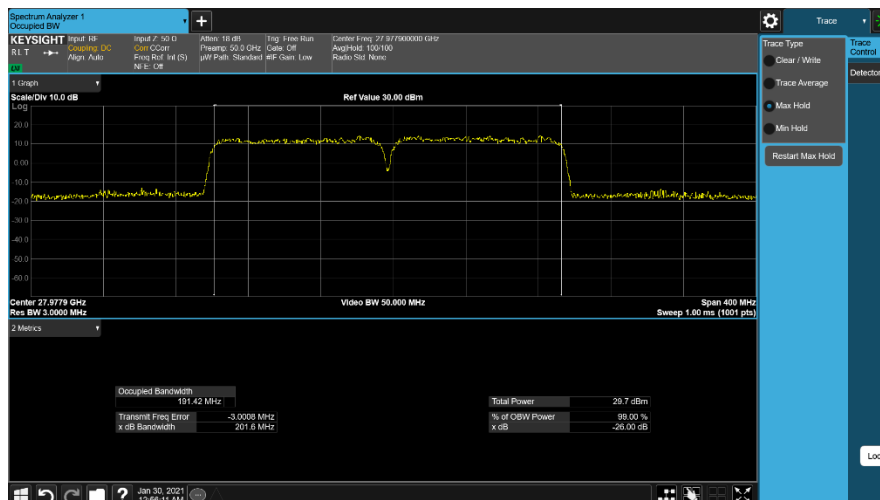 Spectrum Analyzer 1
Occupied BW
+
Trace
KEYSIGHT
Input: RF
Coupling: DC
Align: Auto
Input Z: 50 Ω
Corr CCorr
Freq Ref: Int (S)
NFE: Off
Atten: 18 dB
Preamp: 50.0 GHz
µW Path: Standard
Trig: Free Run
Gate: Off
#IF Gain: Low
Center Freq: 27.977900000 GHz
Avg|Hold: 100/100
Radio Std: None
R L T
Trace Type
Clear / Write
Trace Average
Max Hold
Min Hold
Restart Max Hold
Trace
Control
Detector
1 Graph
Scale/Div 10.0 dB
Ref Value 30.00 dBm
Log
20.0
10.0
0.00
-10.0
-20.0
-30.0
-40.0
-50.0
-60.0
Center 27.9779 GHz
Video BW 50.000 MHz
Span 400 MHz
Res BW 3.0000 MHz
Sweep 1.00 ms (1001 pts)
2 Metrics
Occupied Bandwidth
191.42 MHz
Total Power 29.7 dBm
Transmit Freq Error -3.0008 MHz
% of OBW Power 99.00 %
x dB Bandwidth 201.6 MHz
x dB -26.00 dB
Loc
?
Jan 30, 2021